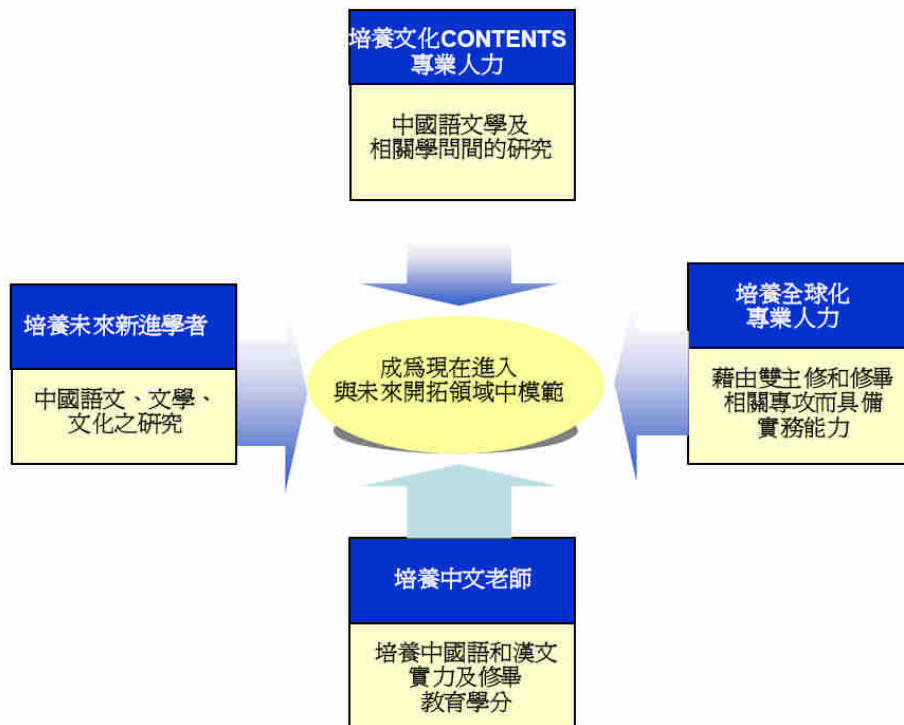 培養文化CONTENTS
專業人力
中國語文學及
相關學問間的研究
培養未來新進學者
中國語文、文學、
文化之研究
成爲現在進入
與未來開拓領域中模範
培養全球化
專業人力
藉由雙主修和修畢
相關專攻而具備
實務能力
培養中文老師
培養中國語和漢文
實力及修畢
教育學分